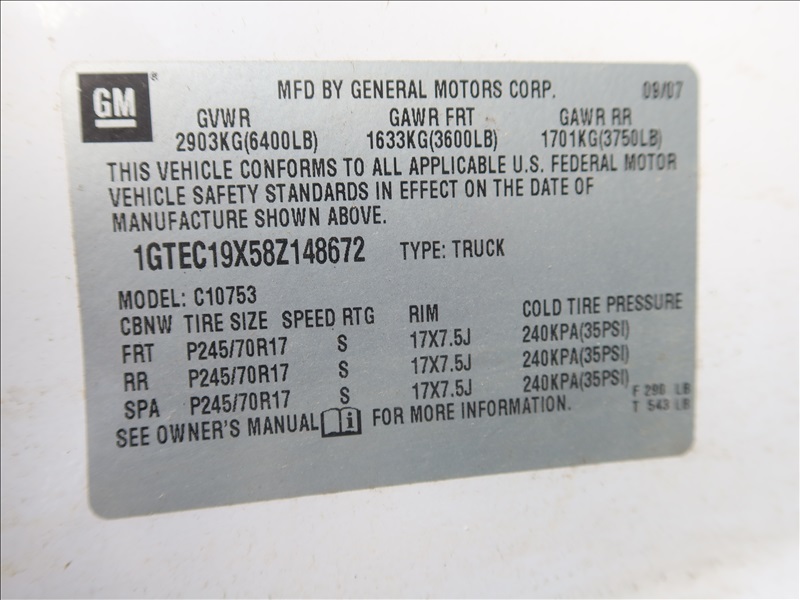 GM ® MFD BY GENERAL MOTORS CORP. 09/07
GVWR GAWR FRT GAWR RR
2903KG(6400LB) 1633KG(3600LB) 1701KG(3750LB)
THIS VEHICLE CONFORMS TO ALL APPLICABLE U.S. FEDERAL MOTOR
VEHICLE SAFETY STANDARDS IN EFFECT ON THE DATE OF
MANUFACTURE SHOWN ABOVE.
1GTEC19X58Z148672 TYPE: TRUCK
MODEL: C10753
CBNW TIRE SIZE SPEED RTG RIM COLD TIRE PRESSURE
FRT P245/70R17 S 17X7.5J 240KPA(35PSI)
RR P245/70R17 S 17X7.5J 240KPA(35PSI)
SPA P245/70R17 S 17X7.5J 240KPA(35PSI)
F 290 LB
T 543 LB
SEE OWNER'S MANUAL i FOR MORE INFORMATION.